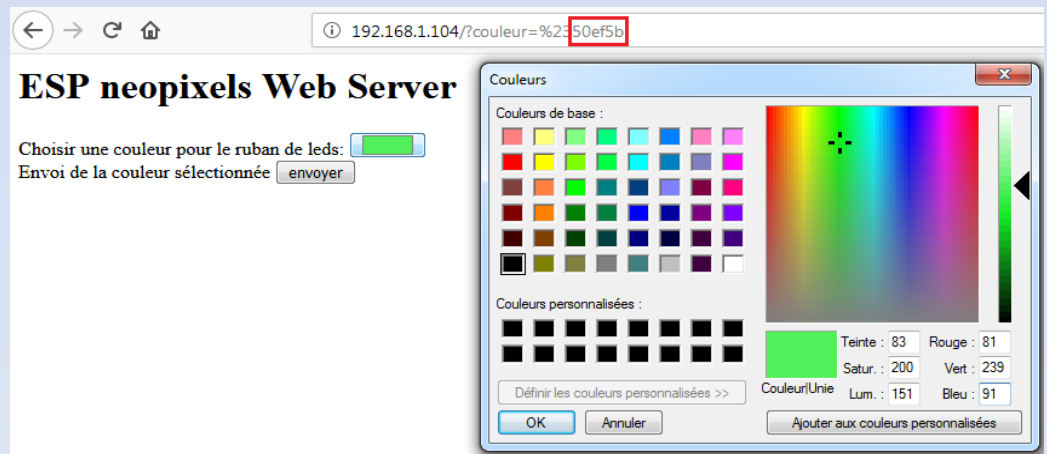 192.168.1.104/?couleur=%2350ef5b
ESP neopixels Web Server
Choisir une couleur pour le ruban de leds:
Envoi de la couleur sélectionnée envoyer
Couleurs
Couleurs de base :
Couleurs personnalisées :
Définir les couleurs personnalisées >>
OK Annuler
Couleur|Unie
Teinte : 83 Rouge : 81
Satur. : 200 Vert : 239
Lum. : 151 Bleu : 91
Ajouter aux couleurs personnalisées